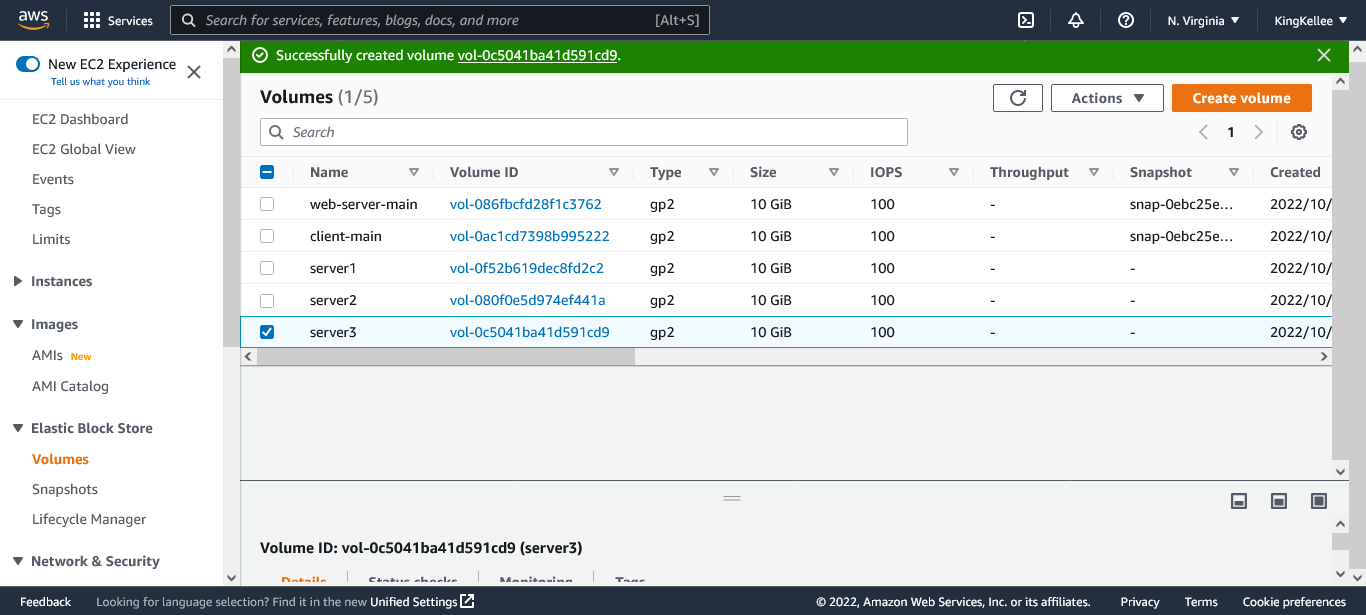 aws Services Search for services, features, blogs, docs, and more [Alt+S] N. Virginia KingKellee
New EC2 Experience
Tell us what you think
EC2 Dashboard
EC2 Global View
Events
Tags
Limits
Instances
Images
AMIs New
AMI Catalog
Elastic Block Store
Volumes
Snapshots
Lifecycle Manager
Network & Security
Successfully created volume vol-0c5041ba41d591cd9.
Volumes (1/5) Actions Create volume
Search 1
Name Volume ID Type Size IOPS Throughput Snapshot Created
web-server-main vol-086fbcfd28f1c3762 gp2 10 GiB 100 - snap-0ebc25e... 2022/10/
client-main vol-0ac1cd7398b995222 gp2 10 GiB 100 - snap-0ebc25e... 2022/10/
server1 vol-0f52b619dec8fd2c2 gp2 10 GiB 100 - - 2022/10/
server2 vol-080f0e5d974ef441a gp2 10 GiB 100 - - 2022/10/
server3 vol-0c5041ba41d591cd9 gp2 10 GiB 100 - - 2022/10/
Volume ID: vol-0c5041ba41d591cd9 (server3)
Details Status checks Monitoring Tags
Feedback Looking for language selection? Find it in the new Unified Settings © 2022, Amazon Web Services, Inc. or its affiliates. Privacy Terms Cookie preferences